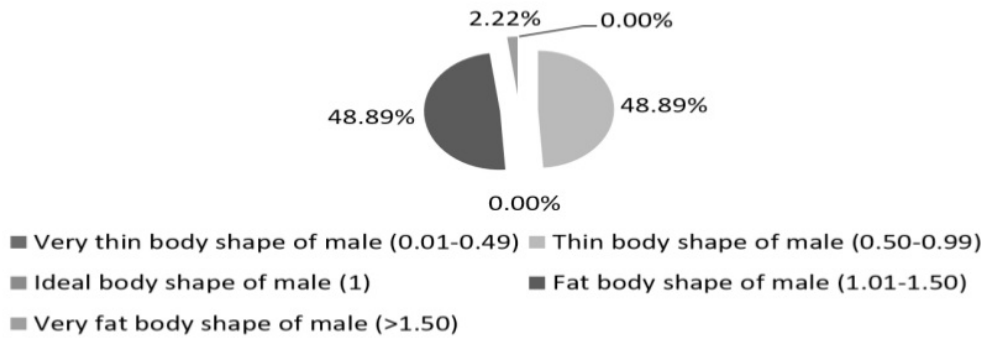 2.22% 0.00%
48.89% 48.89%
0.00%
Very thin body shape of male (0.01-0.49) Thin body shape of male (0.50-0.99)
Ideal body shape of male (1) Fat body shape of male (1.01-1.50)
Very fat body shape of male (>1.50)